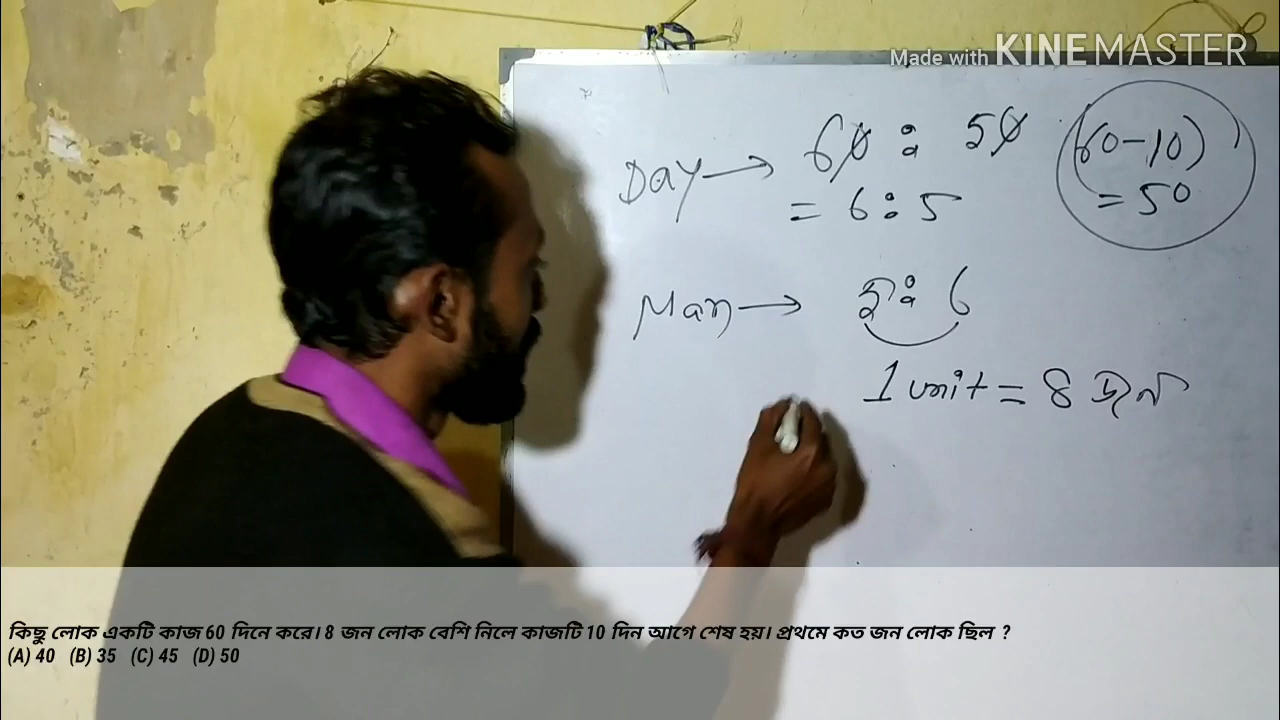 Made with KINEMASTER
Day → 60 : 50 (60-10)
= 6 : 5 = 50
Man → 5 : 6
1 unit = 8 জন
কিছু লোক একটি কাজ 60 দিনে করে। 8 জন লোক বেশি নিলে কাজটি 10 দিন আগে শেষ হয়। প্রথমে কত জন লোক ছিল ?
(A) 40 (B) 35 (C) 45 (D) 50